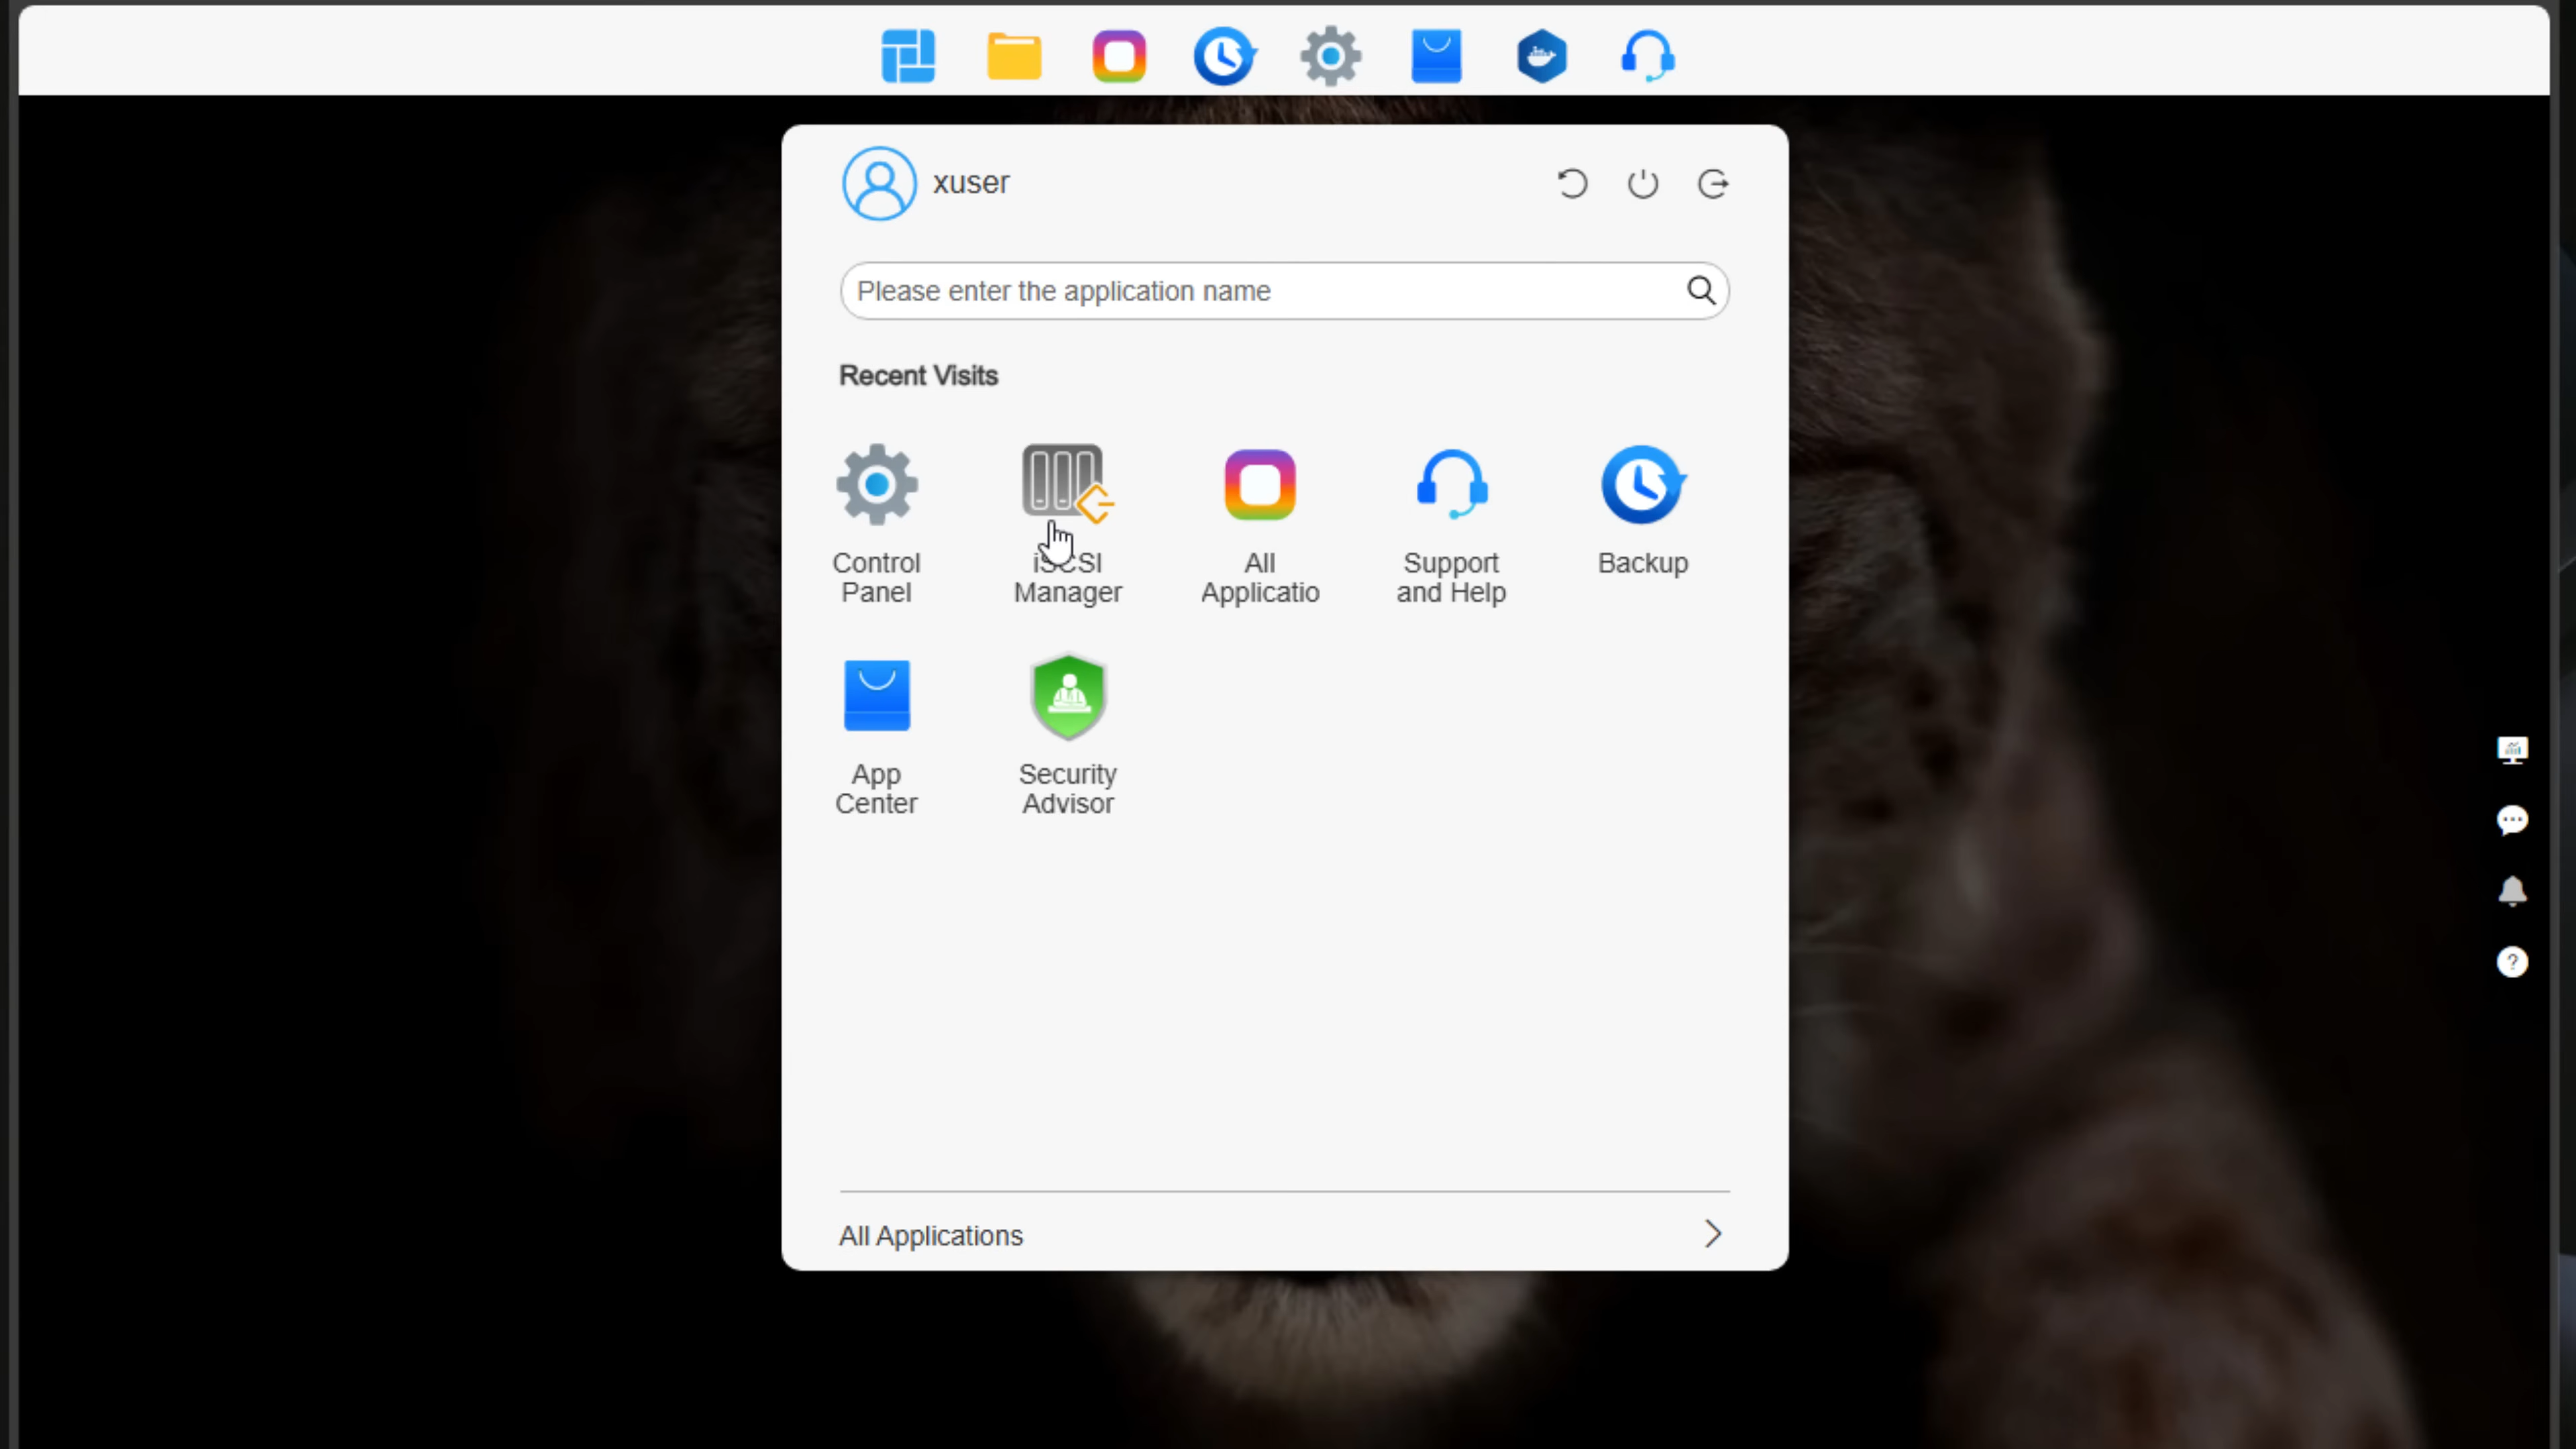 xuser
Please enter the application name
Recent Visits
Control
Panel
iSCSI
Manager
All
Applicatio
Support
and Help
Backup
App
Center
Security
Advisor
All Applications